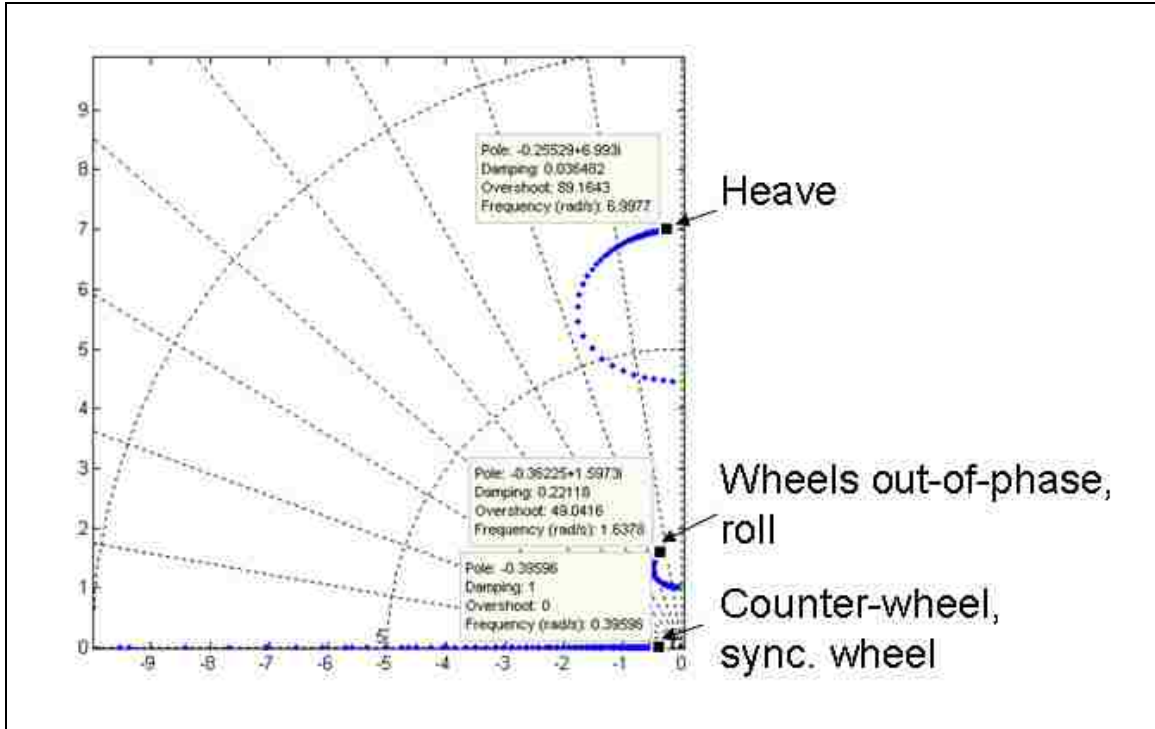 9
8
7
6
5
4
3
2
1
0
-9
-8
-7
-6
-5
-4
-3
-2
-1
0
Pole: -0.25529+6.993i
Damping: 0.036482
Overshoot: 89.1643
Frequency (rad/s): 6.9977
Heave
Pole: -0.36225+1.5973i
Damping: 0.22118
Overshoot: 49.0416
Frequency (rad/s): 1.6378
Wheels out-of-phase,
roll
Pole: -0.39596
Damping: 1
Overshoot: 0
Frequency (rad/s): 0.39596
Counter-wheel,
sync. wheel